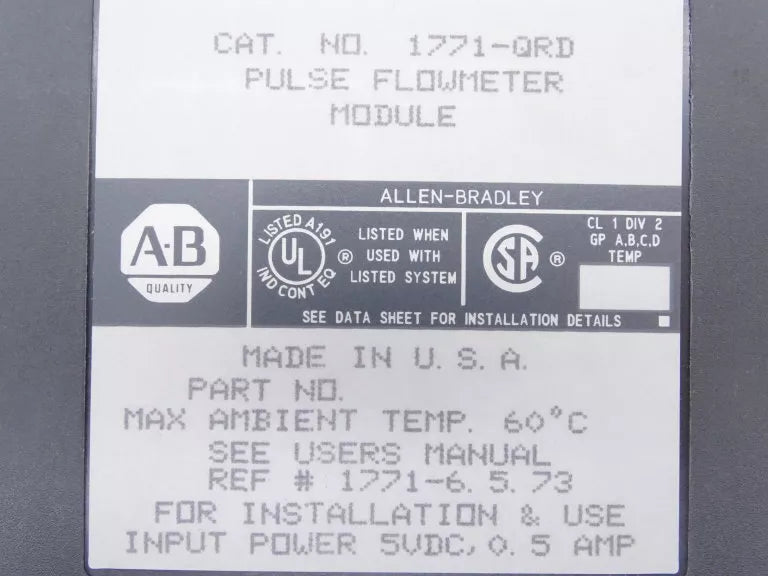 CAT. NO. 1771-QRD
PULSE FLOWMETER
MODULE
ALLEN-BRADLEY
A-B
QUALITY
LISTED A191
UL
IND CONT EQ
®
LISTED WHEN
USED WITH
LISTED SYSTEM
SA
®
CL 1 DIV 2
GP A,B,C,D
TEMP
SEE DATA SHEET FOR INSTALLATION DETAILS
MADE IN U. S. A.
PART NO.
MAX AMBIENT TEMP. 60°C
SEE USERS MANUAL
REF # 1771-6. 5. 73
FOR INSTALLATION & USE
INPUT POWER 5VDC, 0. 5 AMP